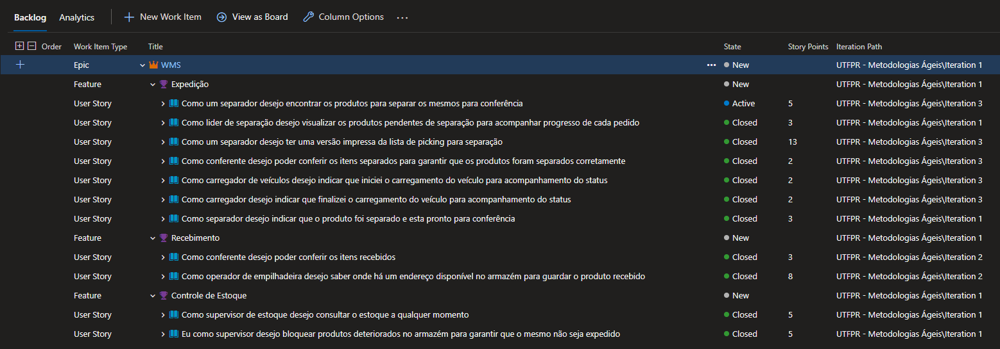 Backlog Analytics New Work Item View as Board Column Options ...
Order Work Item Type Title State Story Points Iteration Path
Epic WMS ... New UTFPR - Metodologias Ágeis\Iteration 1
Feature Expedição New UTFPR - Metodologias Ágeis\Iteration 1
User Story Como um separador desejo encontrar os produtos para separar os mesmos para conferência Active 5 UTFPR - Metodologias Ágeis\Iteration 3
User Story Como lider de separação desejo visualizar os produtos pendentes de separação para acompanhar progresso de cada pedido Closed 3 UTFPR - Metodologias Ágeis\Iteration 1
User Story Como um separador desejo ter uma versão impressa da lista de picking para separação Closed 13 UTFPR - Metodologias Ágeis\Iteration 3
User Story Como conferente desejo poder conferir os itens separados para garantir que os produtos foram separados corretamente Closed 2 UTFPR - Metodologias Ágeis\Iteration 3
User Story Como carregador de veículos desejo indicar que iniciei o carregamento do veículo para acompanhamento do status Closed 2 UTFPR - Metodologias Ágeis\Iteration 3
User Story Como carregador desejo indicar que finalizei o carregamento do veículo para acompanhamento do status Closed 2 UTFPR - Metodologias Ágeis\Iteration 3
User Story Como separador desejo indicar que o produto foi separado e esta pronto para conferência Closed 3 UTFPR - Metodologias Ágeis\Iteration 1
Feature Recebimento New UTFPR - Metodologias Ágeis\Iteration 1
User Story Como conferente desejo poder conferir os itens recebidos Closed 3 UTFPR - Metodologias Ágeis\Iteration 2
User Story Como operador de empilhadeira desejo saber onde há um endereço disponível no armazém para guardar o produto recebido Closed 8 UTFPR - Metodologias Ágeis\Iteration 2
Feature Controle de Estoque New UTFPR - Metodologias Ágeis\Iteration 1
User Story Como supervisor de estoque desejo consultar o estoque a qualquer momento Closed 5 UTFPR - Metodologias Ágeis\Iteration 1
User Story Eu como supervisor desejo bloquear produtos deteriorados no armazém para garantir que o mesmo não seja expedido Closed 5 UTFPR - Metodologias Ágeis\Iteration 1